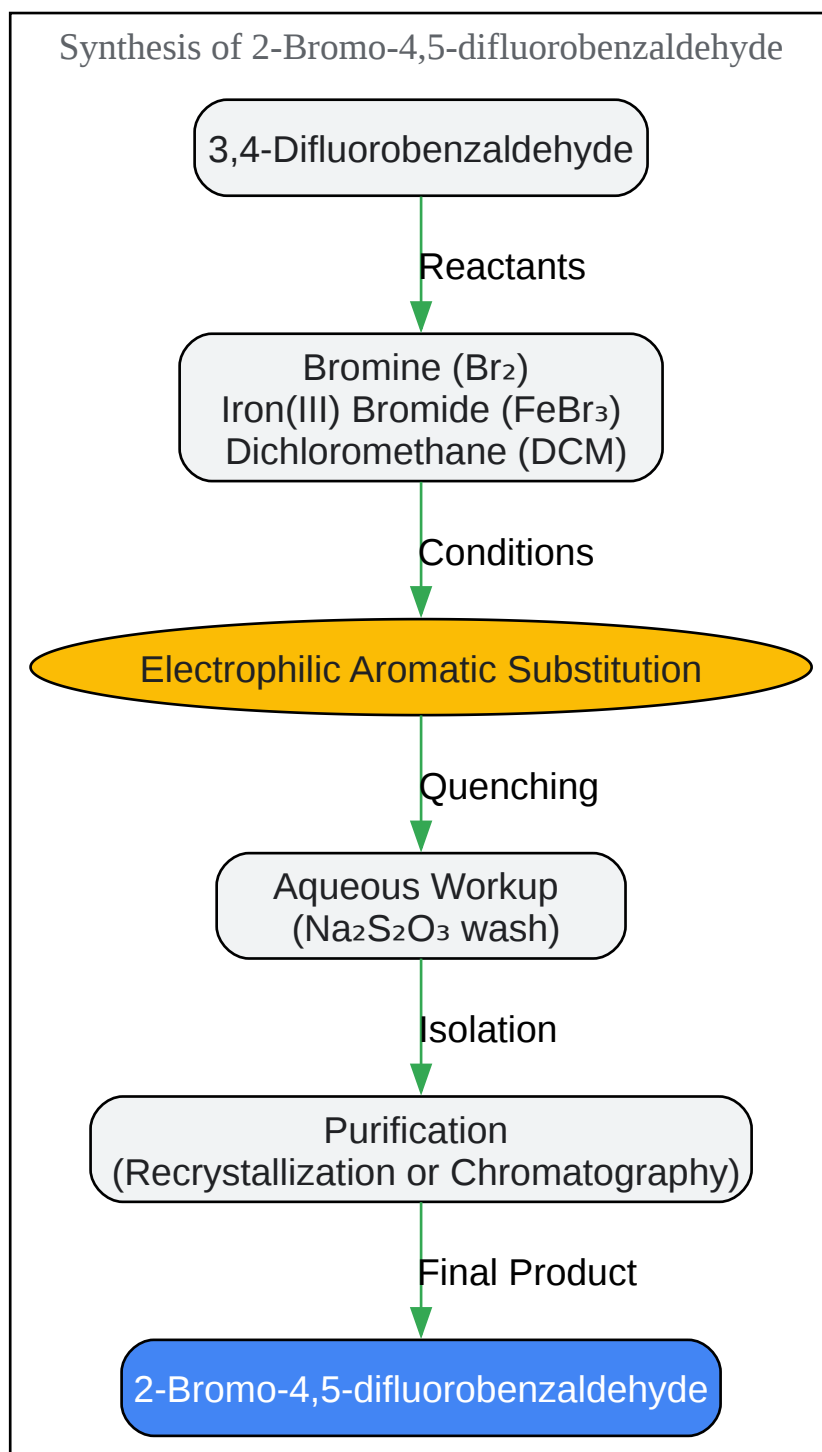 Synthesis of 2-Bromo-4,5-difluorobenzaldehyde
3,4-Difluorobenzaldehyde
Reactants
Bromine (Br₂)
Iron(III) Bromide (FeBr₃)
Dichloromethane (DCM)
Conditions
Electrophilic Aromatic Substitution
Quenching
Aqueous Workup
(Na₂S₂O₃ wash)
Isolation
Purification
(Recrystallization or Chromatography)
Final Product
2-Bromo-4,5-difluorobenzaldehyde